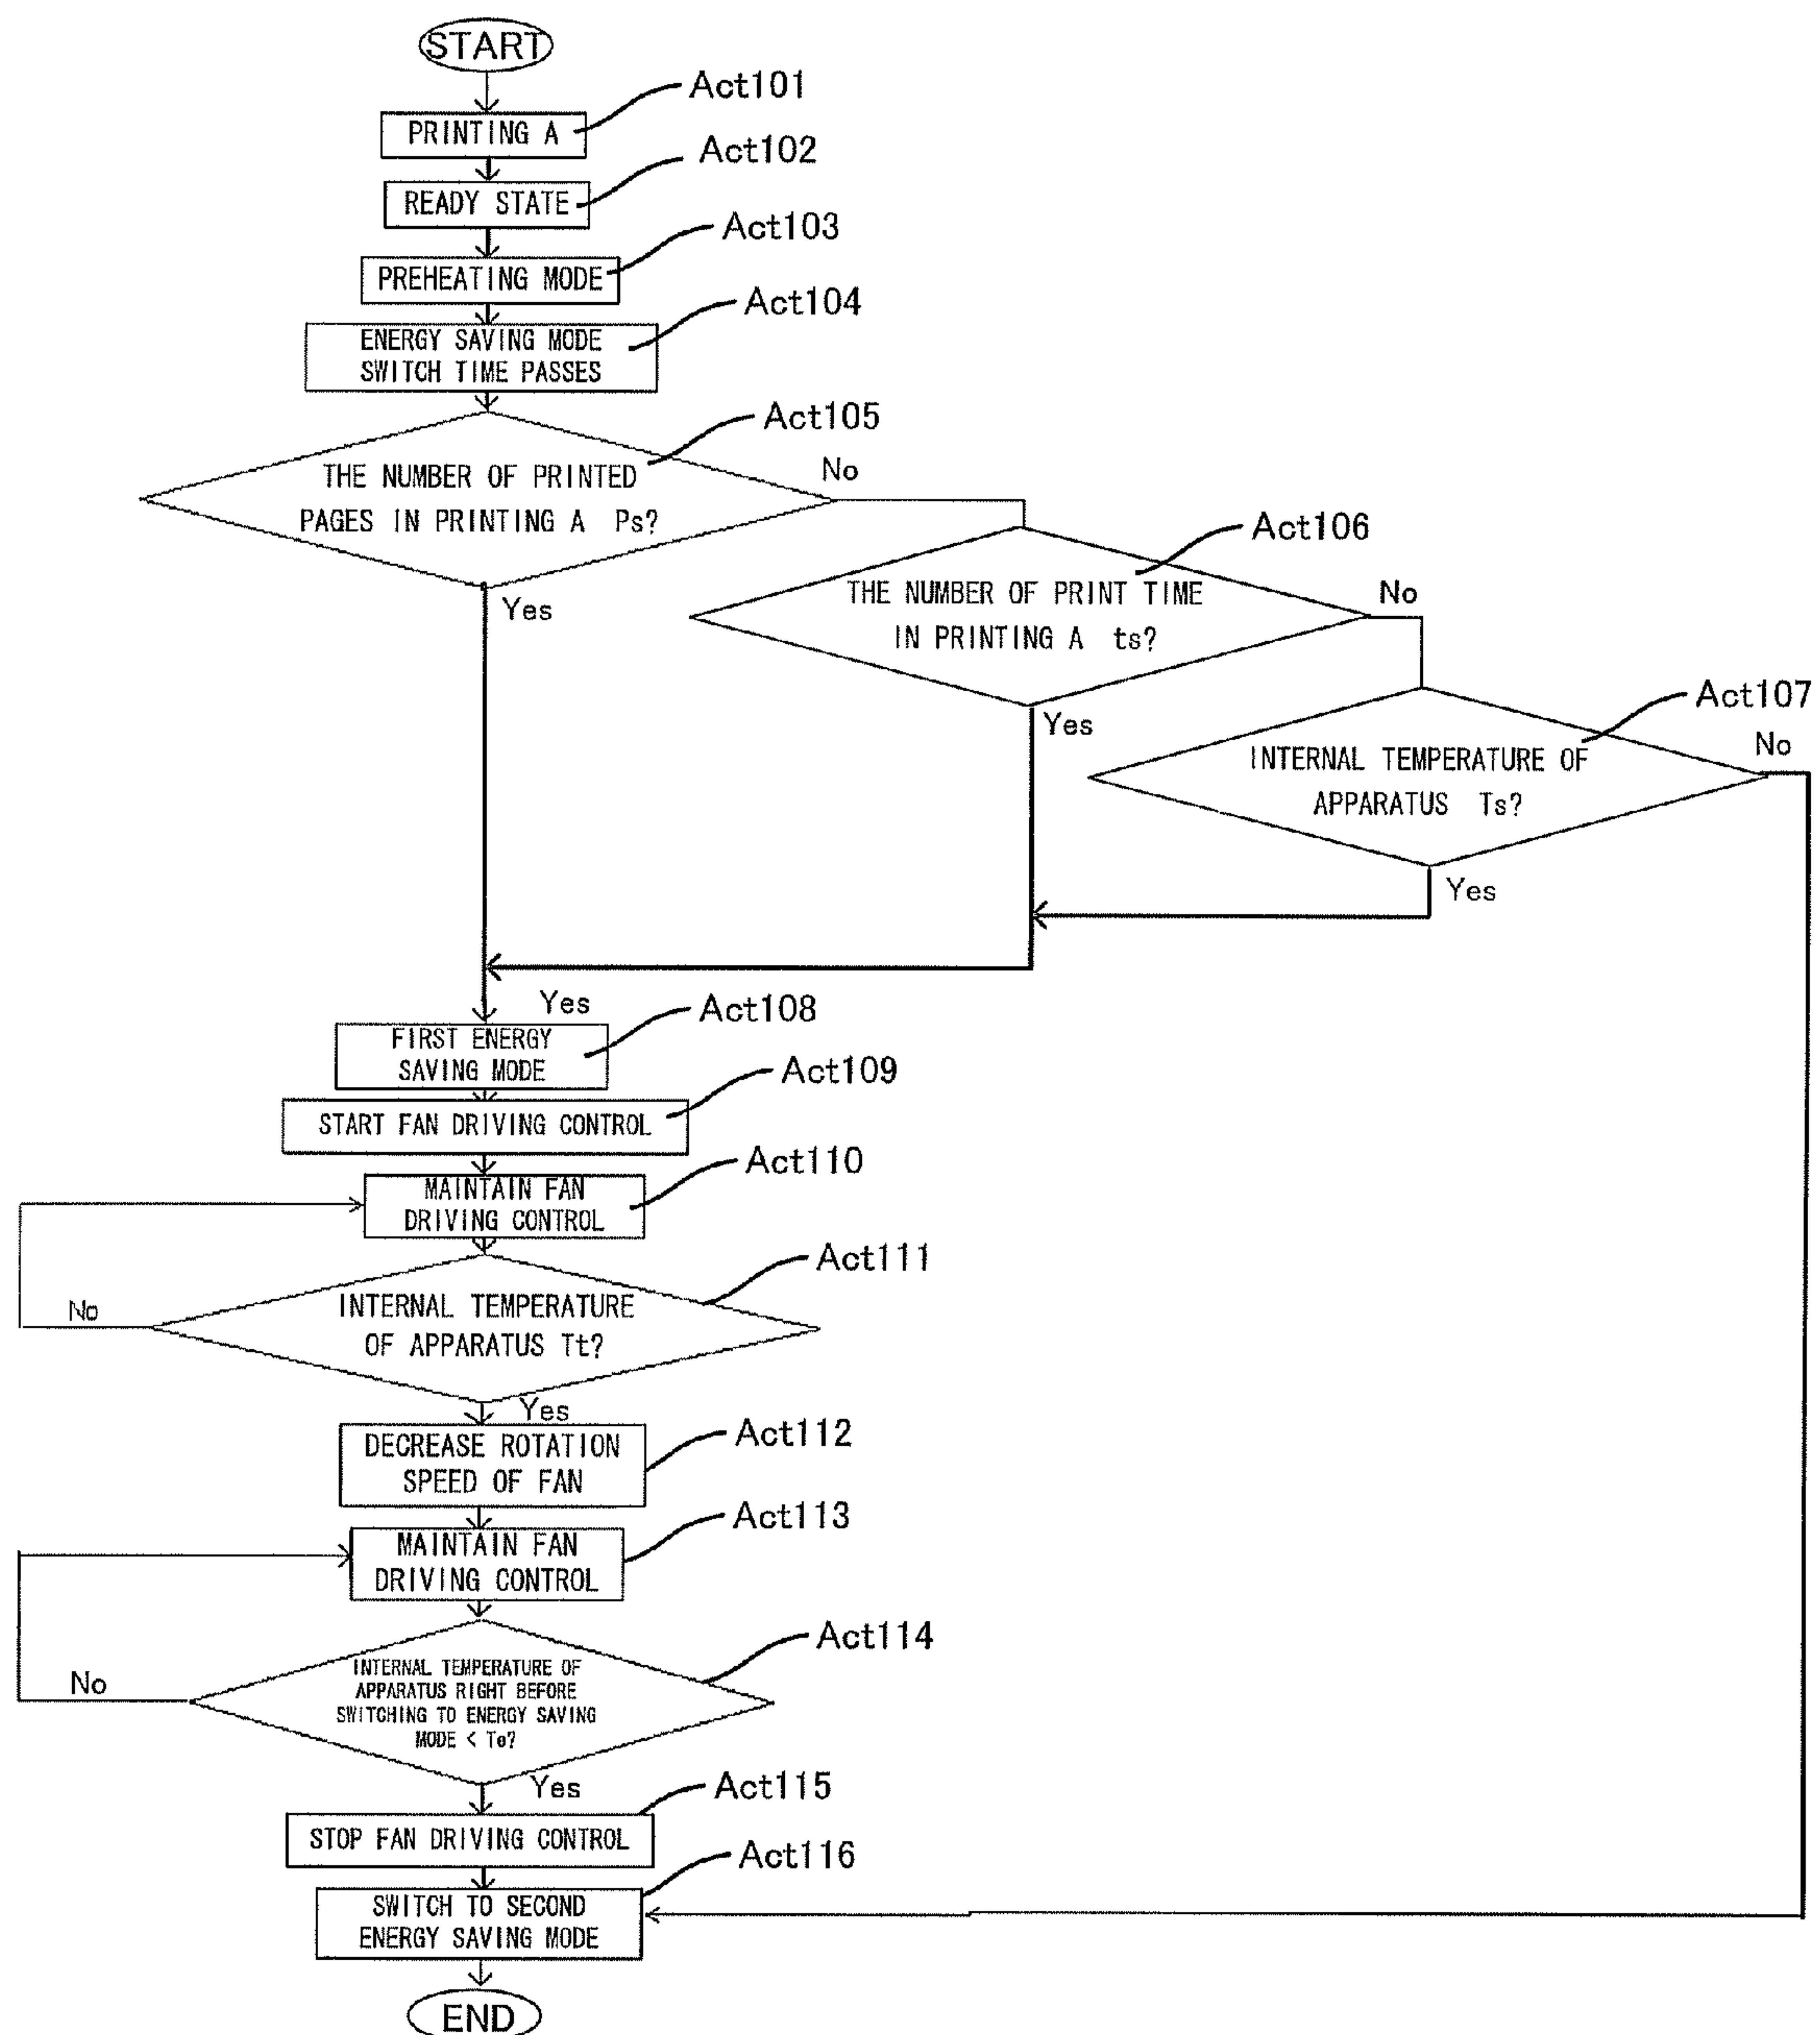 START
Act101
PRINTING A
Act102
READY STATE
Act103
PREHEATING MODE
Act104
ENERGY SAVING MODE
SWITCH TIME PASSES
Act105
THE NUMBER OF PRINTED
PAGES IN PRINTING A Ps?
No
Yes
Act106
THE NUMBER OF PRINT TIME
IN PRINTING A ts?
No
Yes
Act107
INTERNAL TEMPERATURE OF
APPARATUS Ts?
No
Yes
Yes
Act108
FIRST ENERGY
SAVING MODE
Act109
START FAN DRIVING CONTROL
Act110
MAINTAIN FAN
DRIVING CONTROL
Act111
INTERNAL TEMPERATURE
OF APPARATUS Tt?
No
Yes
Act112
DECREASE ROTATION
SPEED OF FAN
Act113
MAINTAIN FAN
DRIVING CONTROL
Act114
INTERNAL TEMPERATURE OF
APPARATUS RIGHT BEFORE
SWITCHING TO ENERGY SAVING
MODE < Te?
No
Yes
Act115
STOP FAN DRIVING CONTROL
Act116
SWITCH TO SECOND
ENERGY SAVING MODE
END